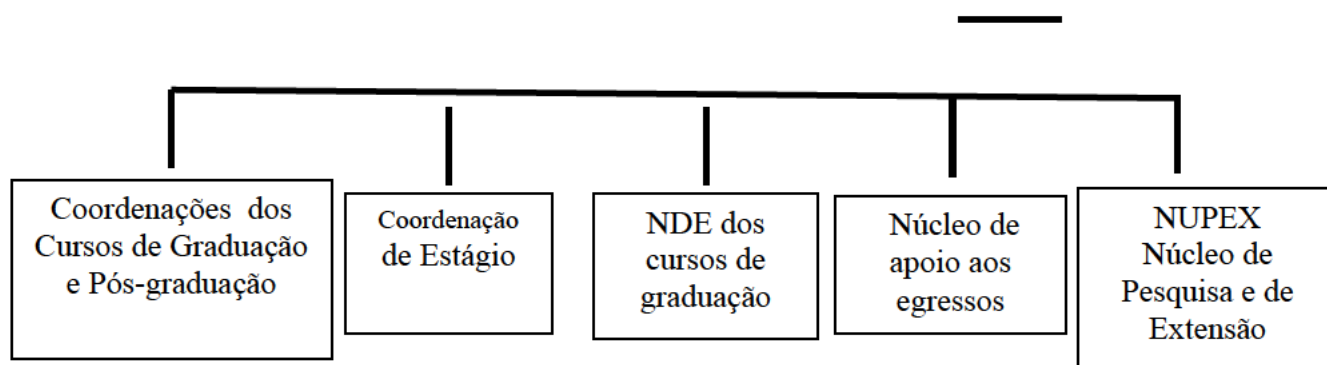 Coordenações dos
Cursos de Graduação
e Pós-graduação
Coordenação
de Estágio
NDE dos
cursos de
graduação
Núcleo de
apoio aos
egressos
NUPEX
Núcleo de
Pesquisa e de
Extensão